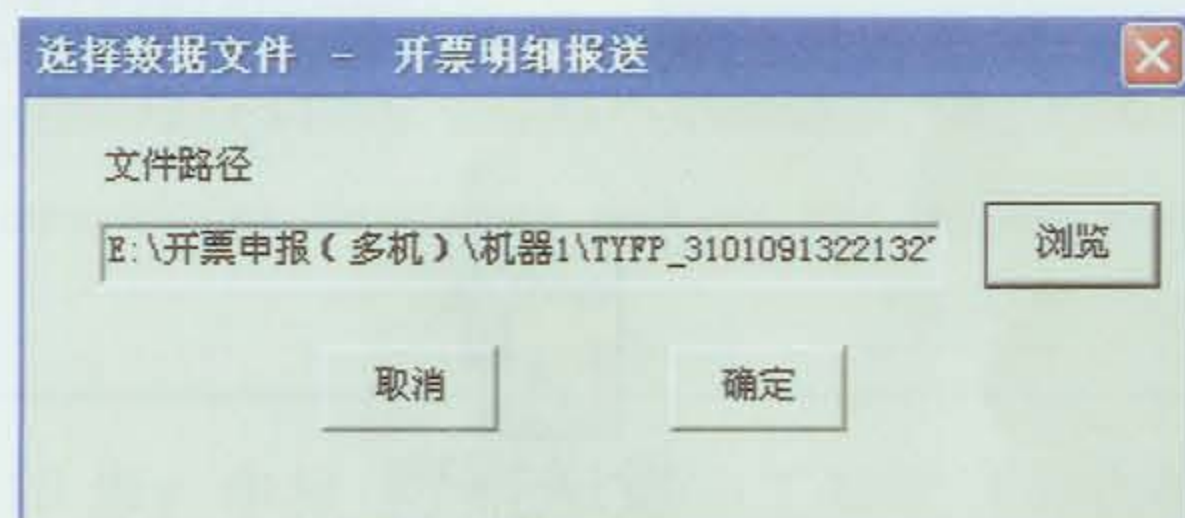 选择数据文件 - 开票明细报送
文件路径
E:\开票申报(多机)\机器1\TYFP_3101091322132
浏览
取消
确定